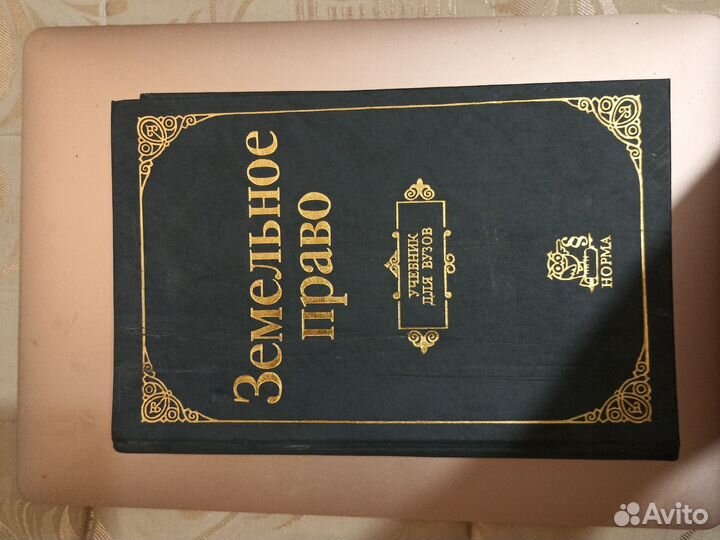 Земельное
право
УЧЕБНИК
ДЛЯ ВУЗОВ
НОРМА
Avito